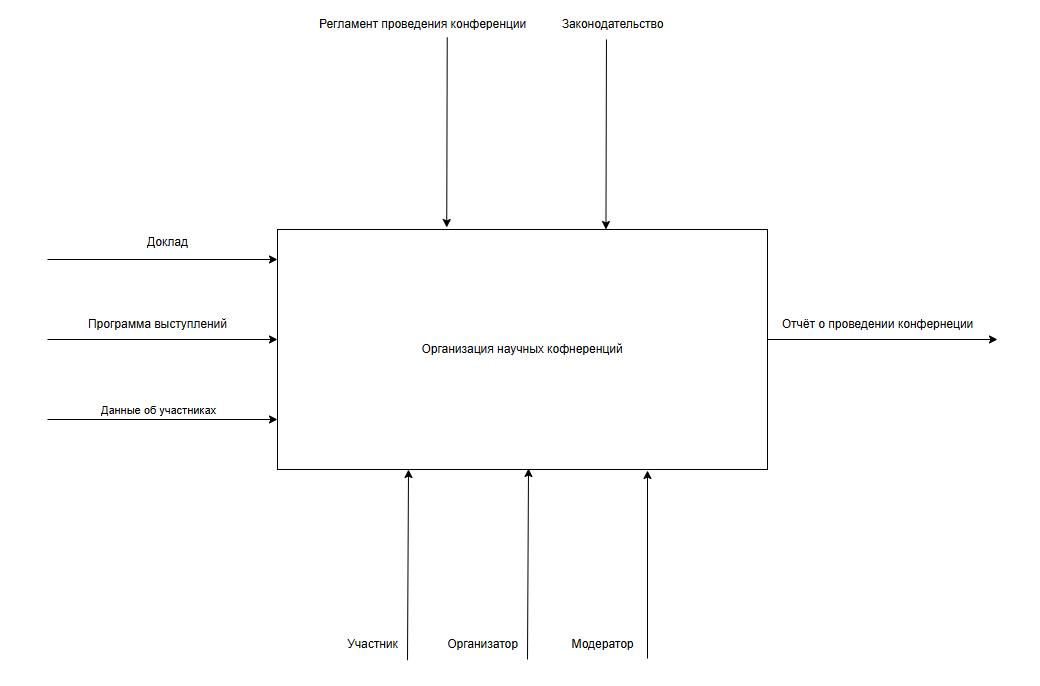 Регламент проведения конференции
Законодательство
Доклад
Программа выступлений
Данные об участниках
Организация научных кофнеренций
Отчёт о проведении конфернеции
Участник
Организатор
Модератор